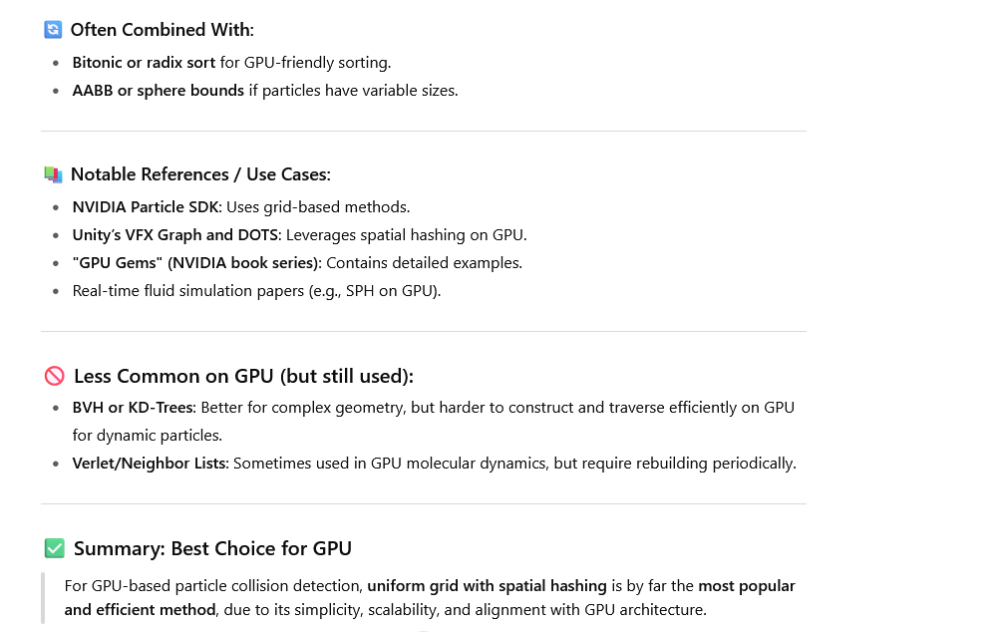 🔄 Often Combined With:
• Bitonic or radix sort for GPU-friendly sorting.
• AABB or sphere bounds if particles have variable sizes.
📚 Notable References / Use Cases:
• NVIDIA Particle SDK: Uses grid-based methods.
• Unity’s VFX Graph and DOTS: Leverages spatial hashing on GPU.
• "GPU Gems" (NVIDIA book series): Contains detailed examples.
• Real-time fluid simulation papers (e.g., SPH on GPU).
🚫 Less Common on GPU (but still used):
• BVH or KD-Trees: Better for complex geometry, but harder to construct and traverse efficiently on GPU
for dynamic particles.
• Verlet/Neighbor Lists: Sometimes used in GPU molecular dynamics, but require rebuilding periodically.
✅ Summary: Best Choice for GPU
For GPU-based particle collision detection, uniform grid with spatial hashing is by far the most popular
and efficient method, due to its simplicity, scalability, and alignment with GPU architecture.